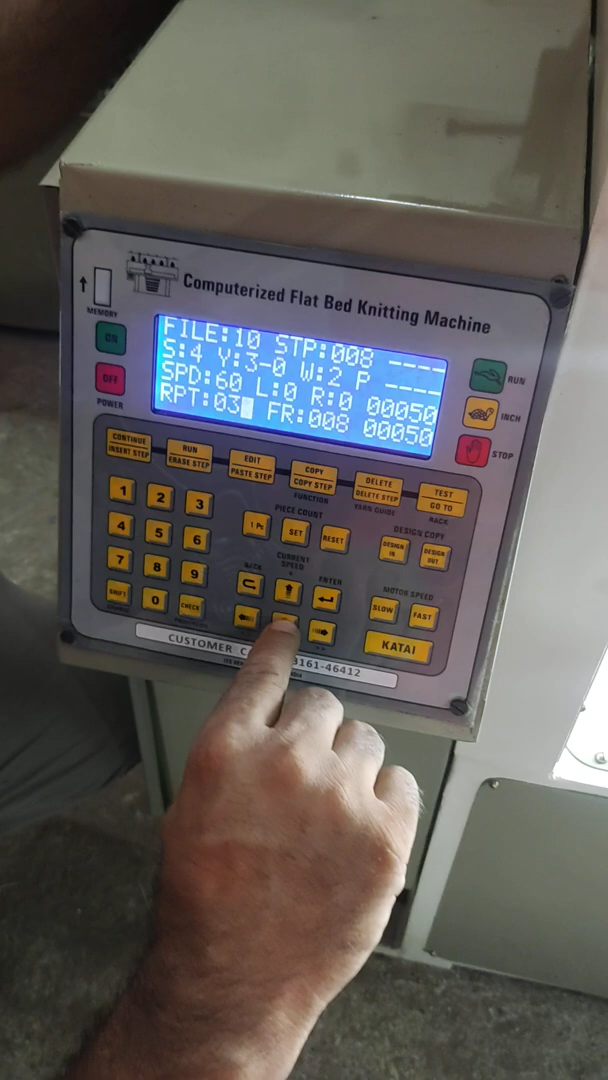 Computerized Flat Bed Knitting Machine
MEMORY
ON
OFF
POWER
FILE:10 STP:008 ----
S:4 Y:3-0 W:2 P ----
SPD:60 L:0 R:0 00050
RPT:03 FR:008 00050
RUN
INCH
STOP
CONTINUE
INSERT STEP
RUN
ERASE STEP
EDIT
PASTE STEP
COPY
COPY STEP
FUNCTION
DELETE
DELETE STEP
YARN GUIDE
TEST
GO TO
RACK
1 2 3
4 5 6
7 8 9
SHIFT 0 CHECK
PIECE COUNT
1 Pc SET RESET
DESIGN COPY
DESIGN IN
DESIGN OUT
CURRENT
SPEED
ENTER
MOTOR SPEED
SLOW FAST
KATAI
CUSTOMER C
3161-46412